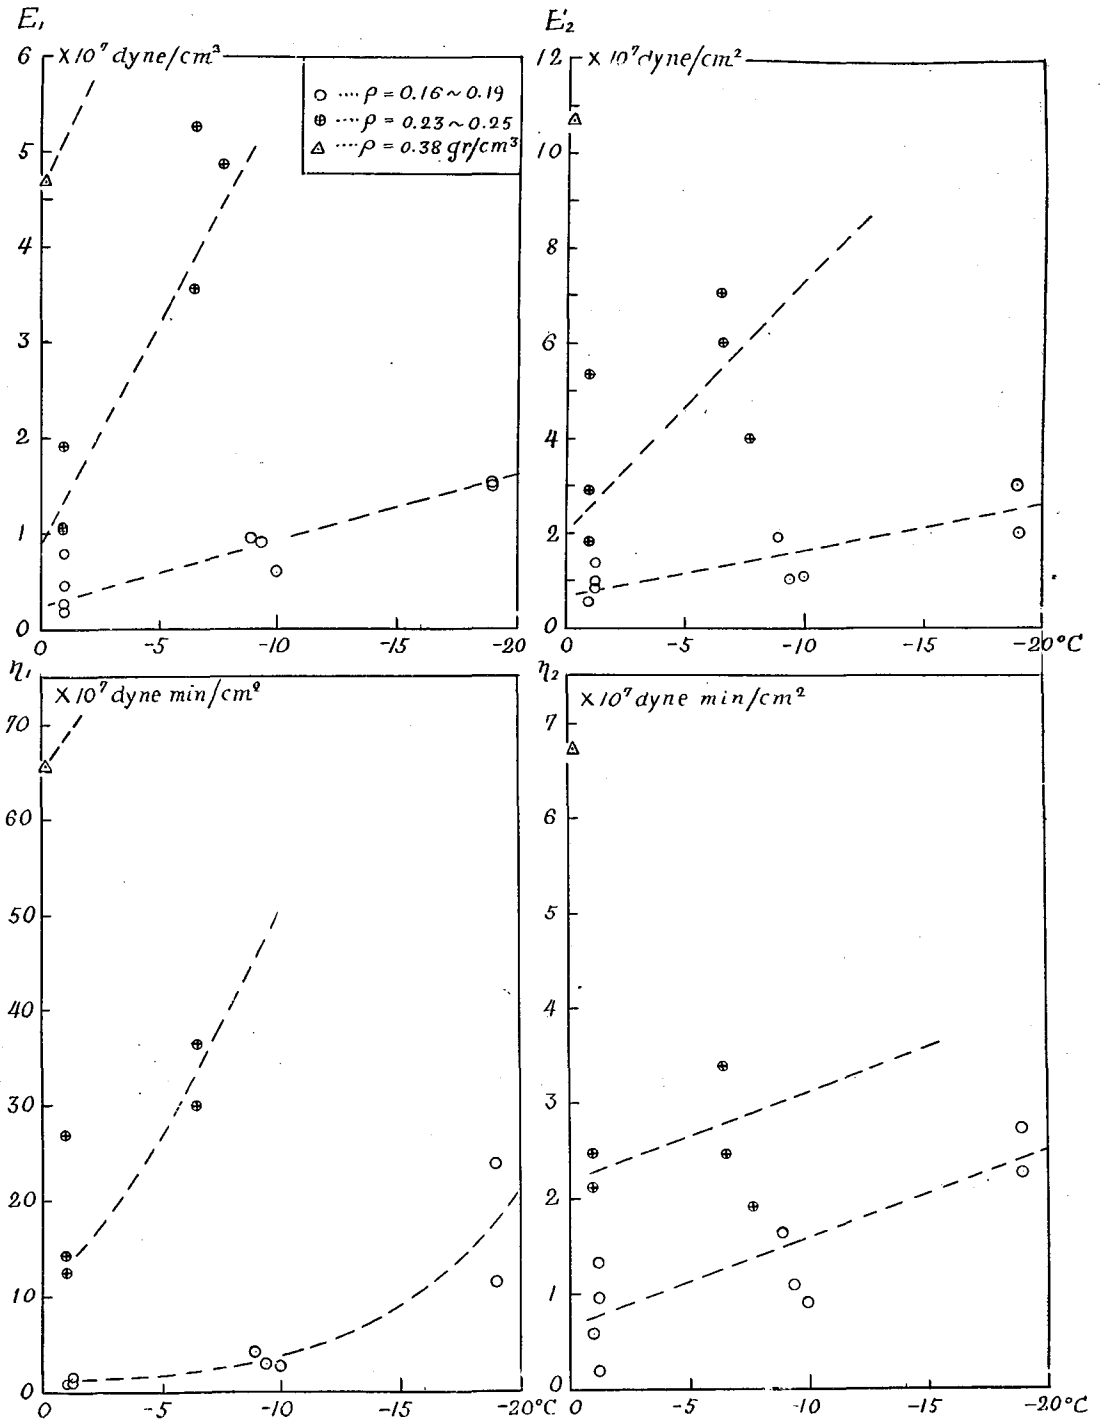 E₁
×10⁷ dyne/cm³
○ ···· ρ = 0.16 ~ 0.19
⊕ ···· ρ = 0.23 ~ 0.25
△ ···· ρ = 0.38 gr/cm³
6
5
4
3
2
1
0
0 -5 -10 -15 -20
E′₂
× 10⁷ dyne/cm²
12
10
8
6
4
2
0
0 -5 -10 -15 -20°C
η₁
×10⁷ dyne min/cm²
70
60
50
40
30
20
10
0
0 -5 -10 -15 -20°C
η₂
×10⁷ dyne min/cm²
7
6
5
4
3
2
1
0
0 -5 -10 -15 -20°C